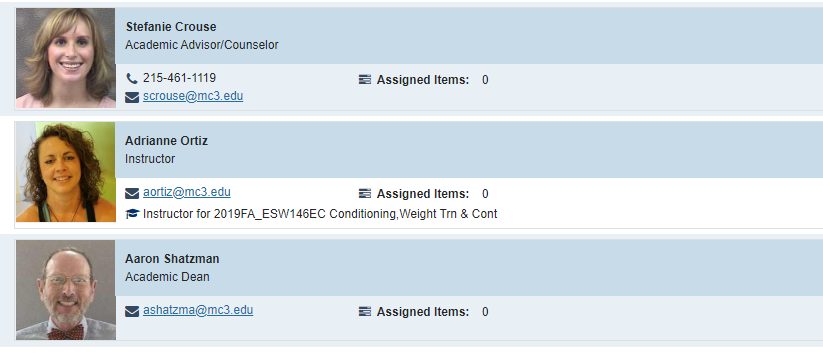 Stefanie Crouse
Academic Advisor/Counselor
215-461-1119
Assigned Items: 0
scrouse@mc3.edu
Adrianne Ortiz
Instructor
aortiz@mc3.edu
Assigned Items: 0
Instructor for 2019FA_ESW146EC Conditioning,Weight Trn & Cont
Aaron Shatzman
Academic Dean
ashatzma@mc3.edu
Assigned Items: 0